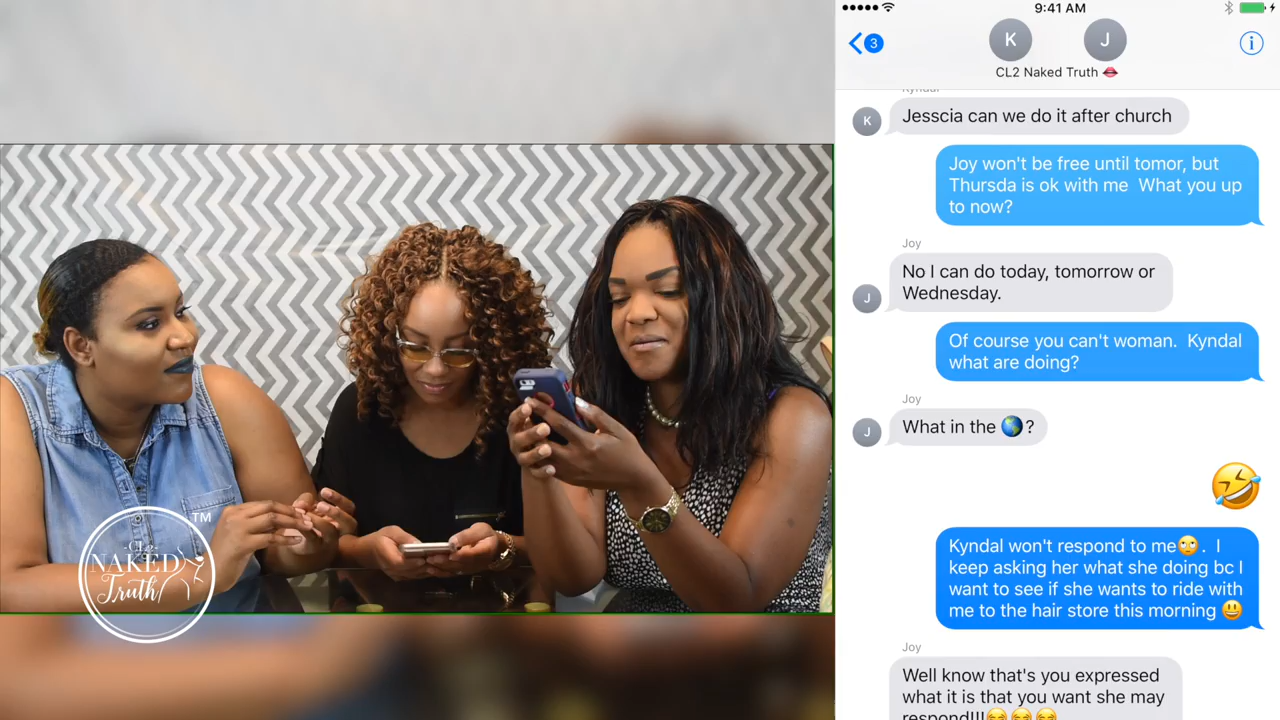 TM
CL2
NAKED
Truth
9:41 AM
3
K
J
CL2 Naked Truth 👄
K
Jesscia can we do it after church
Joy won't be free until tomor, but
Thursda is ok with me  What you up
to now?
Joy
No I can do today, tomorrow or
J
Wednesday.
Of course you can't woman.  Kyndal
what are doing?
Joy
J
What in the 🌎?
🤣
Kyndal won't respond to me🙄.  I
keep asking her what she doing bc I
want to see if she wants to ride with
me to the hair store this morning 😃
Joy
Well know that's you expressed
what it is that you want she may
respond!!!😂😂😂